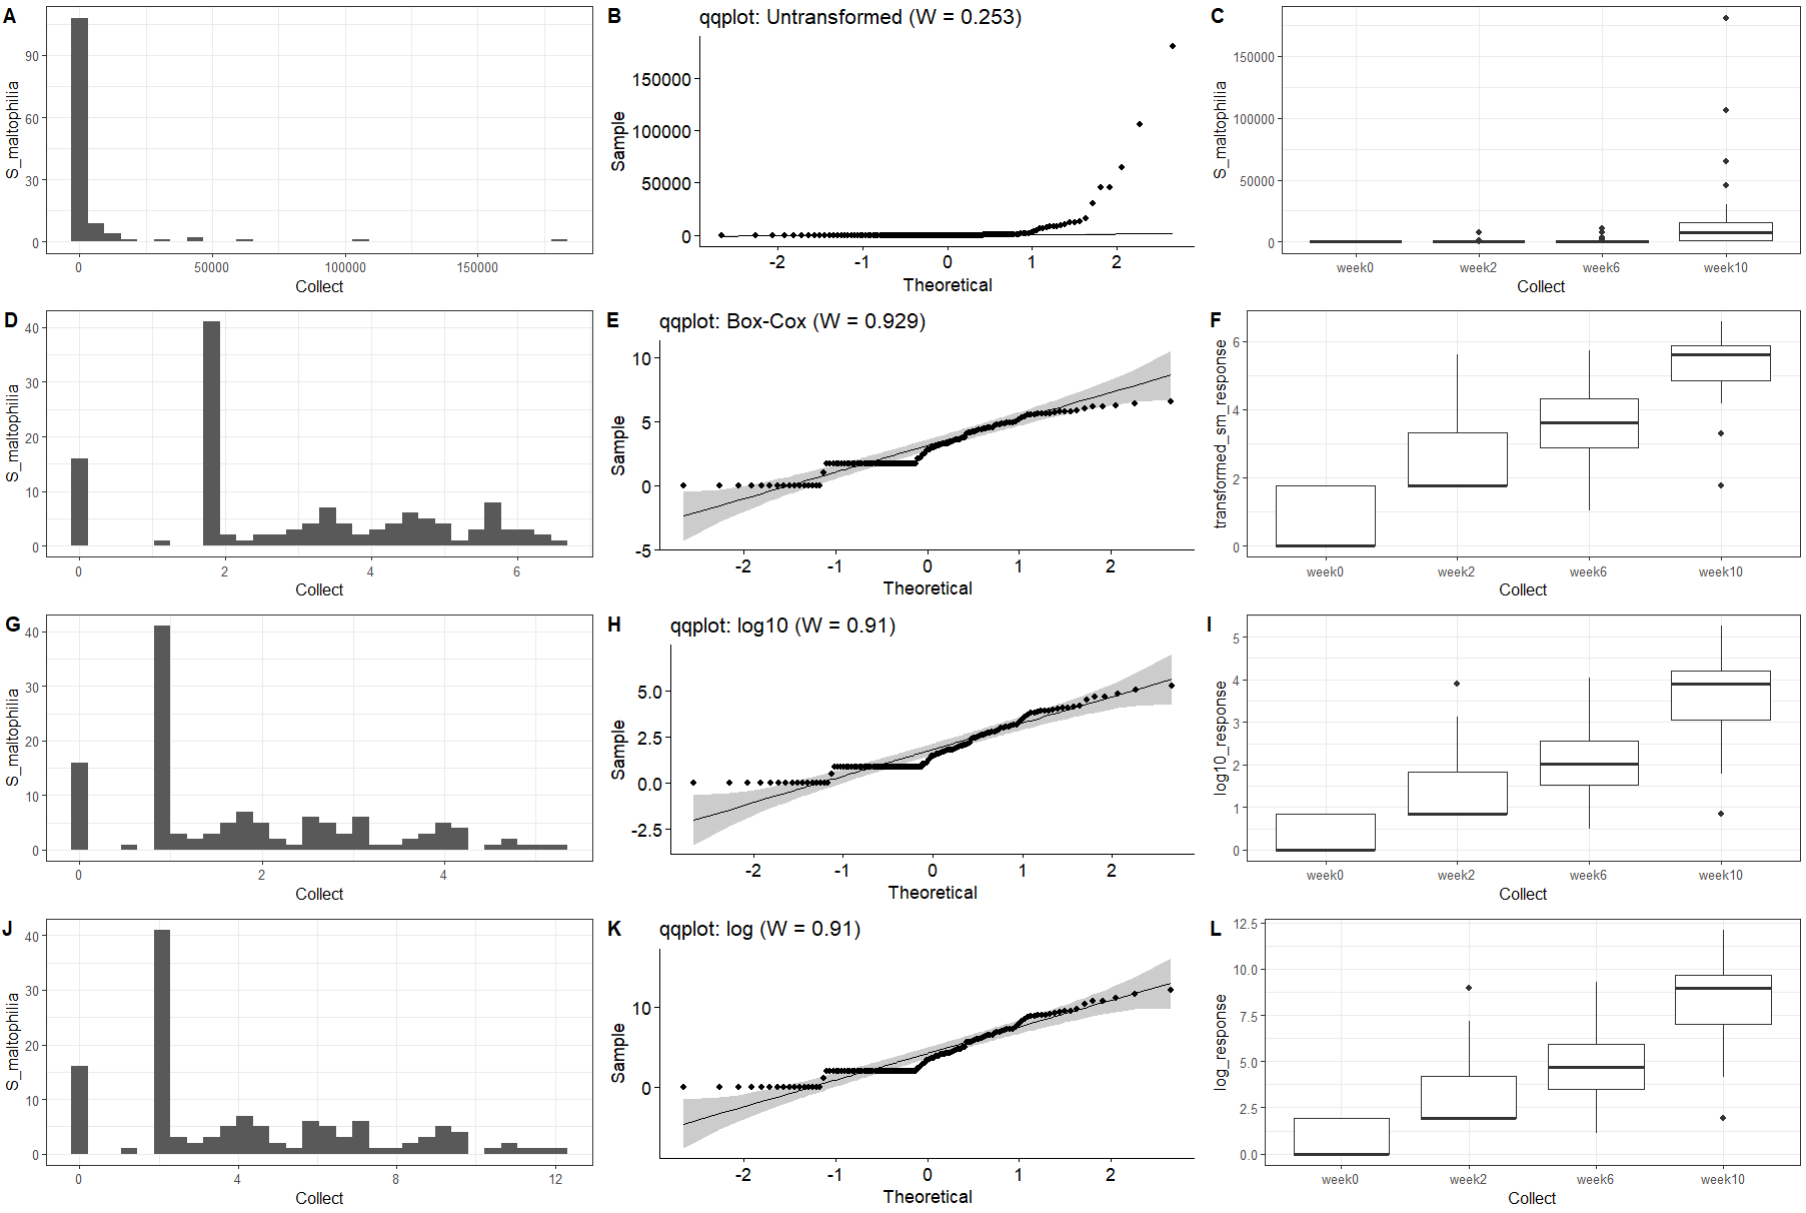 A
S_maltophilia
90
60
30
0
0 50000 100000 150000
Collect
B
qqplot: Untransformed (W = 0.253)
Sample
150000
100000
50000
0
-2 -1 0 1 2
Theoretical
C
S_maltophilia
150000
100000
50000
0
week0 week2 week6 week10
Collect
D
S_maltophilia
40
30
20
10
0
0 2 4 6
Collect
E
qqplot: Box-Cox (W = 0.929)
Sample
10
5
0
-5
-2 -1 0 1 2
Theoretical
F
transformed_sm_response
6
4
2
0
week0 week2 week6 week10
Collect
G
S_maltophilia
40
30
20
10
0
0 2 4
Collect
H
qqplot: log10 (W = 0.91)
Sample
5.0
2.5
0.0
-2.5
-2 -1 0 1 2
Theoretical
I
log10_response
5
4
3
2
1
0
week0 week2 week6 week10
Collect
J
S_maltophilia
40
30
20
10
0
0 4 8 12
Collect
K
qqplot: log (W = 0.91)
Sample
10
0
-2 -1 0 1 2
Theoretical
L
log_response
12.5
10.0
7.5
5.0
2.5
0.0
week0 week2 week6 week10
Collect